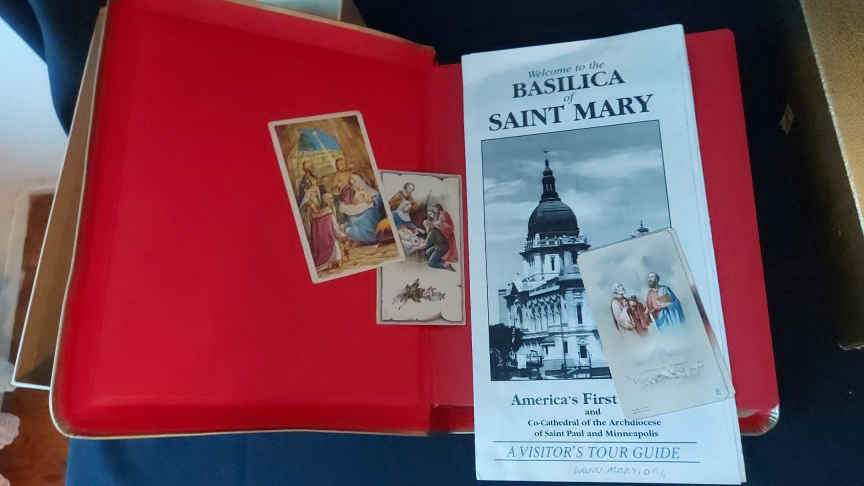 Welcome to the
BASILICA
of
SAINT MARY
America's First
and
Co-Cathedral of the Archdiocese
of Saint Paul and Minneapolis
A VISITOR'S TOUR GUIDE